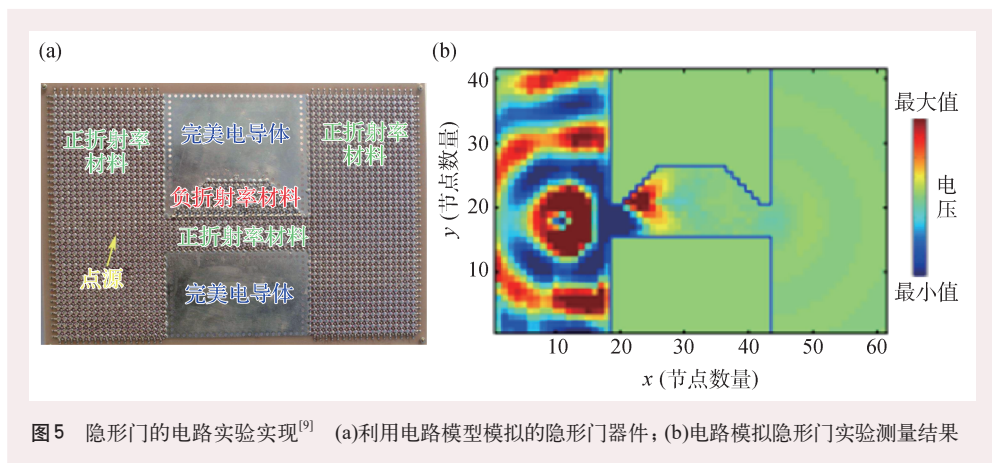 (a)
正折射率
材料
完美电导体
正折射率
材料
负折射率材料
正折射率材料
点源
完美电导体
(b)
y (节点数量)
40
30
20
10
10 20 30 40 50 60
x (节点数量)
最大值
电压
最小值
图5 隐形门的电路实验实现[9] (a)利用电路模型模拟的隐形门器件；(b)电路模拟隐形门实验测量结果